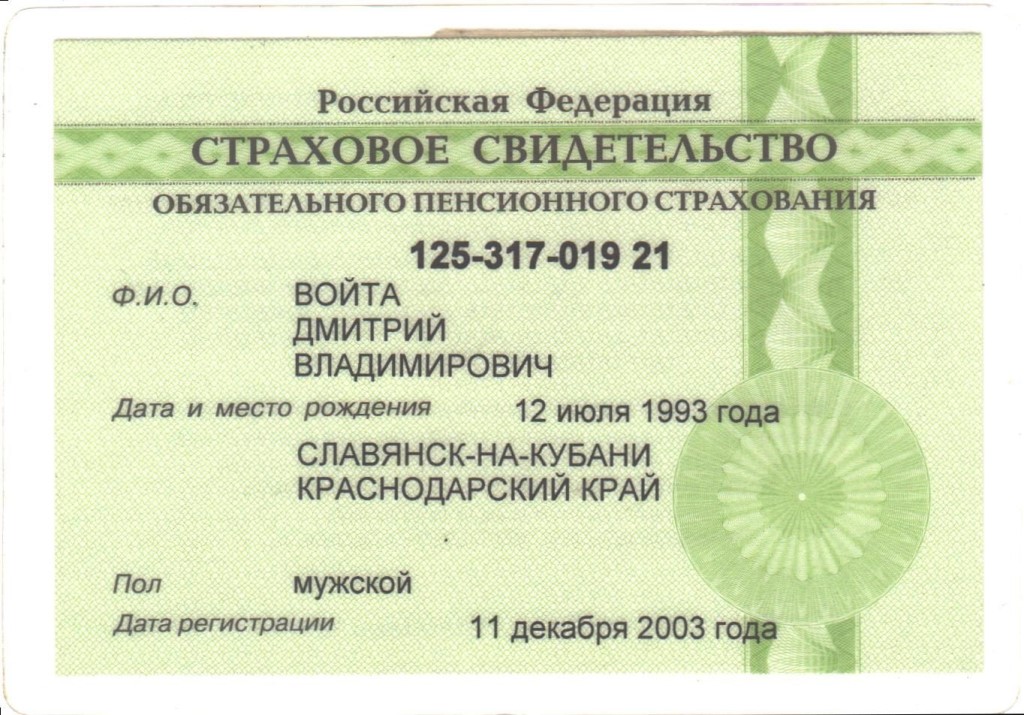 Российская Федерация
СТРАХОВОЕ СВИДЕТЕЛЬСТВО
ОБЯЗАТЕЛЬНОГО ПЕНСИОННОГО СТРАХОВАНИЯ
125-317-019 21
Ф.И.О. ВОЙТА
ДМИТРИЙ
ВЛАДИМИРОВИЧ
Дата и место рождения 12 июля 1993 года
СЛАВЯНСК-НА-КУБАНИ
КРАСНОДАРСКИЙ КРАЙ
Пол мужской
Дата регистрации 11 декабря 2003 года